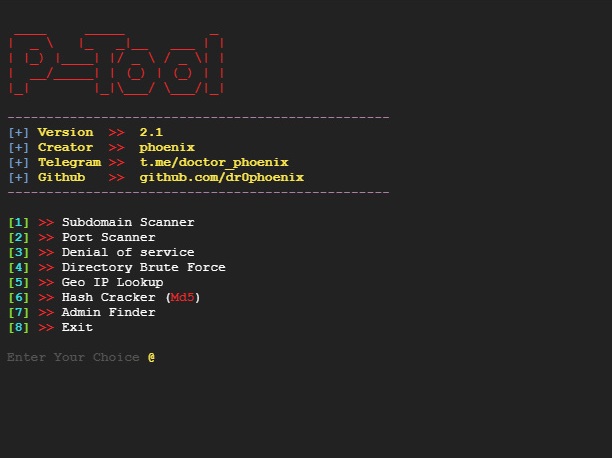 P-Tool
[+] Version >> 2.1
[+] Creator >> phoenix
[+] Telegram >> t.me/doctor_phoenix
[+] Github >> github.com/dr0phoenix
[1] >> Subdomain Scanner
[2] >> Port Scanner
[3] >> Denial of service
[4] >> Directory Brute Force
[5] >> Geo IP Lookup
[6] >> Hash Cracker (Md5)
[7] >> Admin Finder
[8] >> Exit
Enter Your Choice @